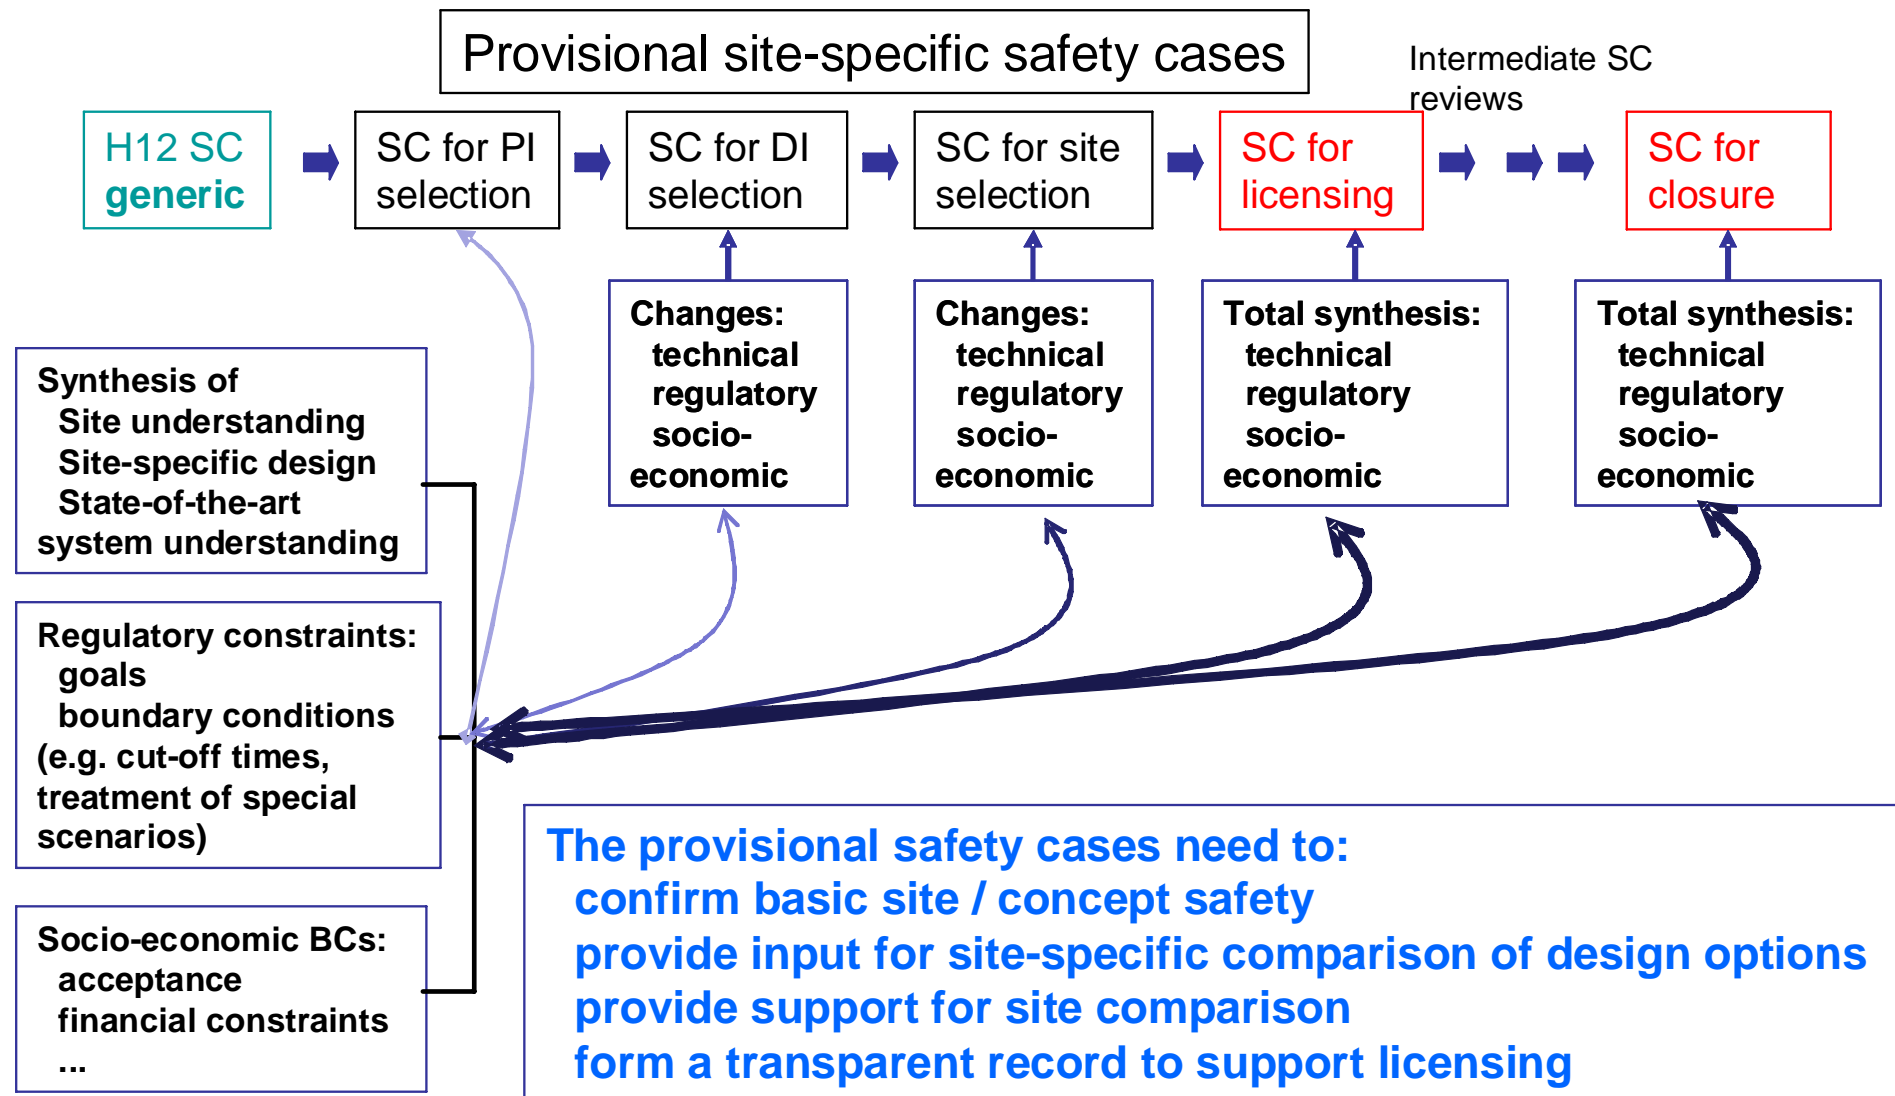 Provisional site-specific safety cases
Intermediate SC
reviews
H12 SC
generic
SC for PI
selection
SC for DI
selection
SC for site
selection
SC for
licensing
SC for
closure
Changes:
technical
regulatory
socio-
economic
Changes:
technical
regulatory
socio-
economic
Total synthesis:
technical
regulatory
socio-
economic
Total synthesis:
technical
regulatory
socio-
economic
Synthesis of
Site understanding
Site-specific design
State-of-the-art
system understanding
Regulatory constraints:
goals
boundary conditions
(e.g. cut-off times,
treatment of special
scenarios)
Socio-economic BCs:
acceptance
financial constraints
...
The provisional safety cases need to:
confirm basic site / concept safety
provide input for site-specific comparison of design options
provide support for site comparison
form a transparent record to support licensing